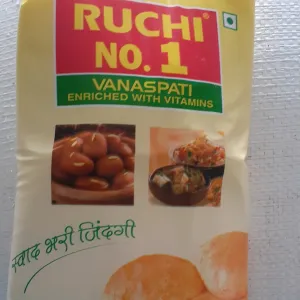 RUCHI®
NO. 1
VANASPATI
ENRICHED WITH VITAMINS
स्वाद भरी ज़िंदगी